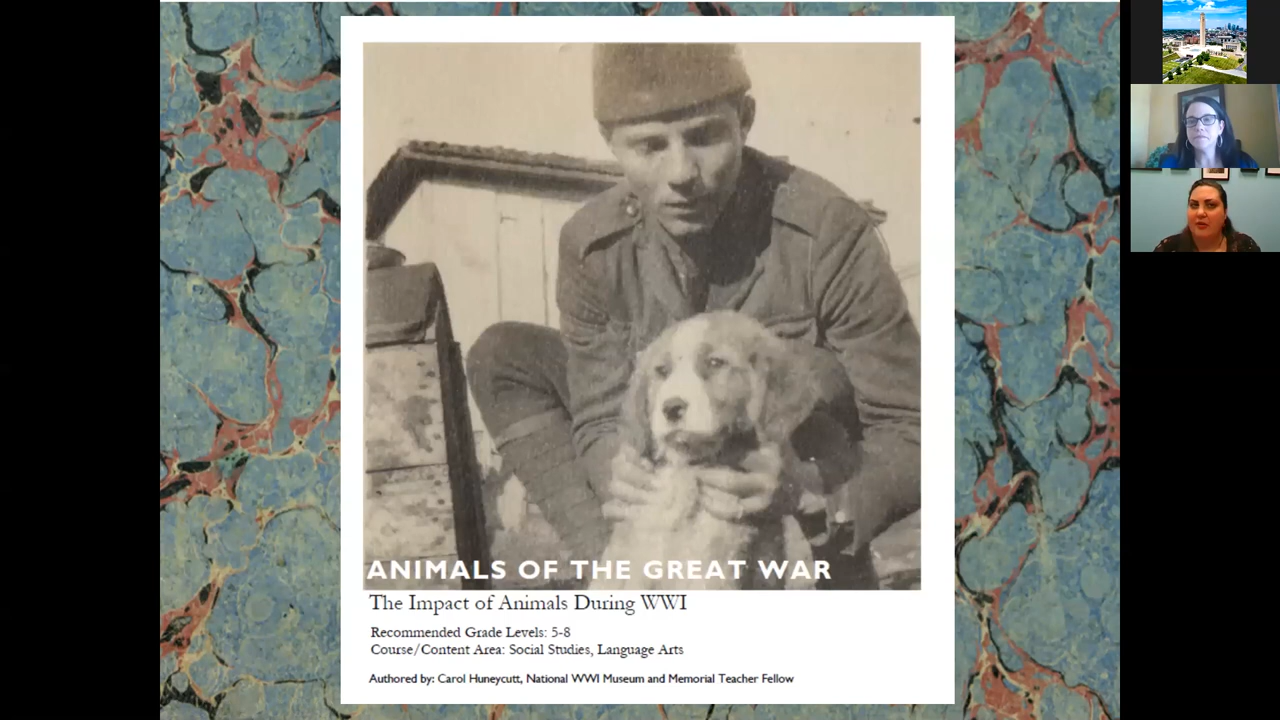 ANIMALS OF THE GREAT WAR
The Impact of Animals During WWI
Recommended Grade Levels: 5-8
Course/Content Area: Social Studies, Language Arts
Authored by: Carol Huneycutt, National WWI Museum and Memorial Teacher Fellow